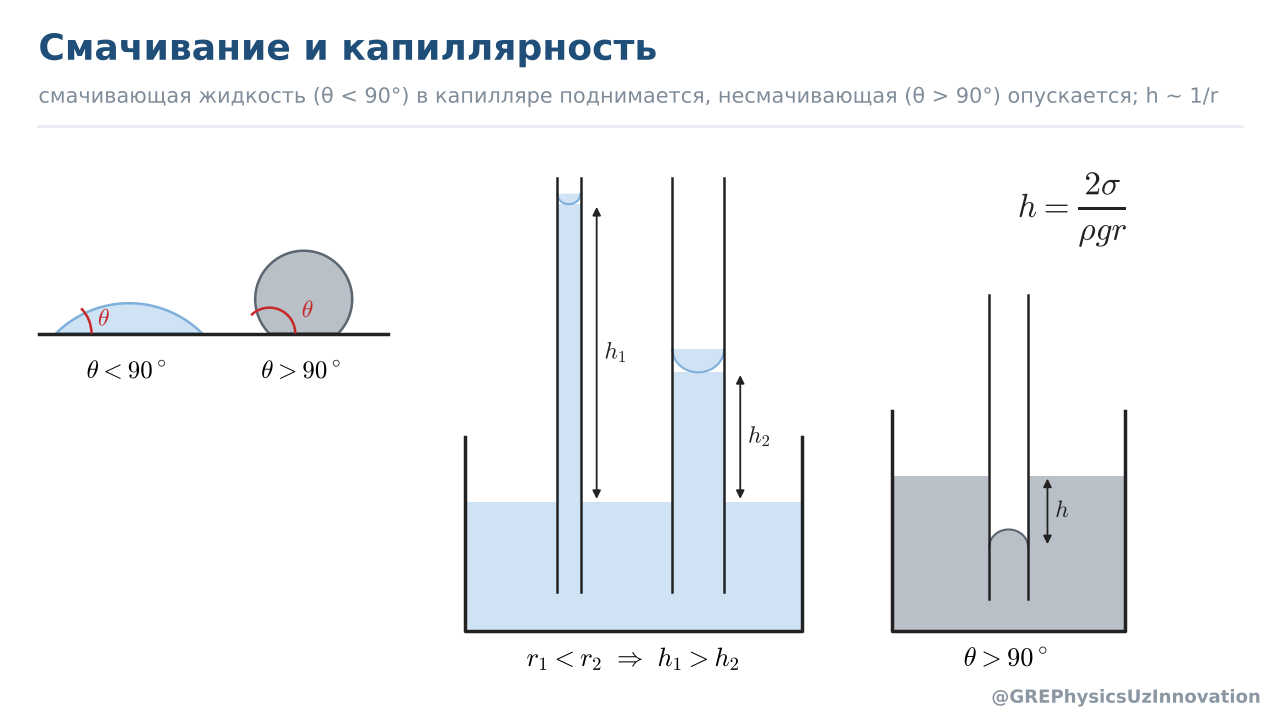 Смачивание и капиллярность
смачивающая жидкость (θ < 90°) в капилляре поднимается, несмачивающая (θ > 90°) опускается; h ~ 1/r
h = 2σ / ρgr
θ θ
θ < 90° θ > 90°
h₁
h₂
h
r₁ < r₂ ⇒ h₁ > h₂
θ > 90°
@GREPhysicsUzInnovation